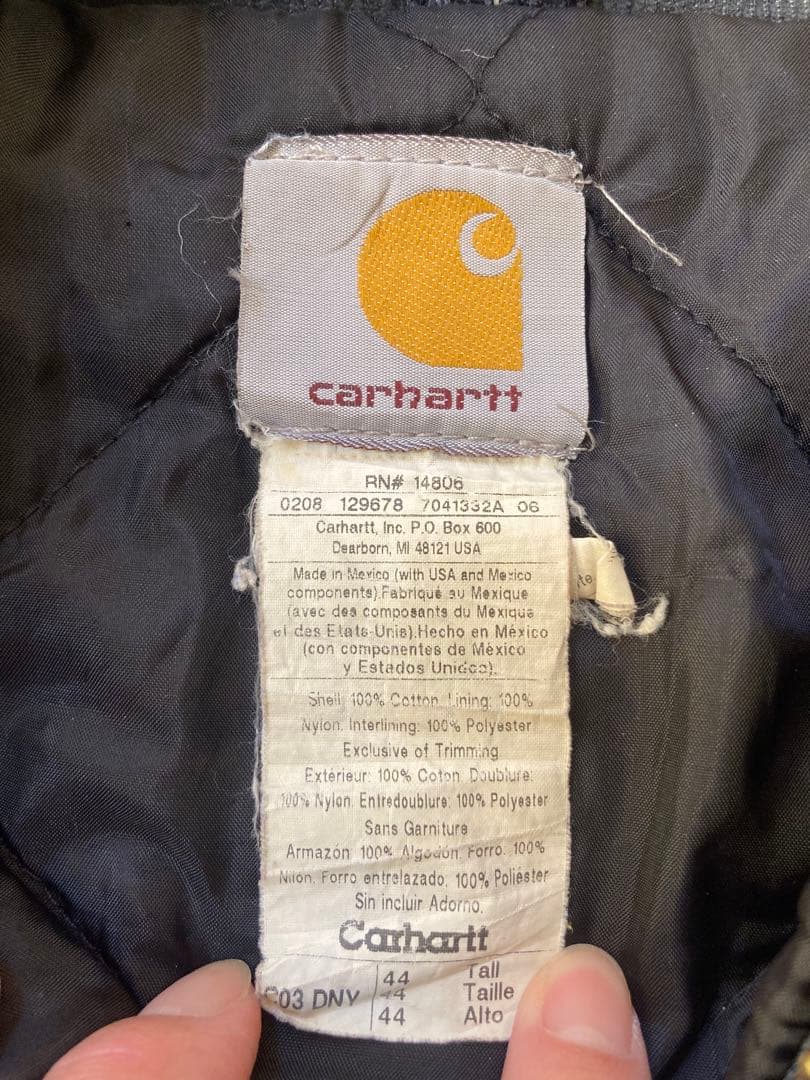 carhartt
RN# 14806
0208 129678 7041332A 06
Carhartt, Inc. P.O. Box 600
Dearborn, MI 48121 USA
Made in Mexico (with USA and Mexico
components).Fabriqué au Mexique
(avec des composants du Mexique
et des Etats-Unis).Hecho en México
(con componentes de México
y Estados Unidos).
Shell: 100% Cotton. Lining: 100%
Nylon. Interlining: 100% Polyester
Exclusive of Trimming
Extérieur: 100% Coton. Doublure:
100% Nylon. Entredoublure: 100% Polyester
Sans Garniture
Armazón: 100% Algodón. Forro: 100%
Nilon. Forro entrelazado: 100% Poliéster
Sin incluir Adorno.
Carhartt
44 Tall
03 DNY 44 Taille
44 Alto